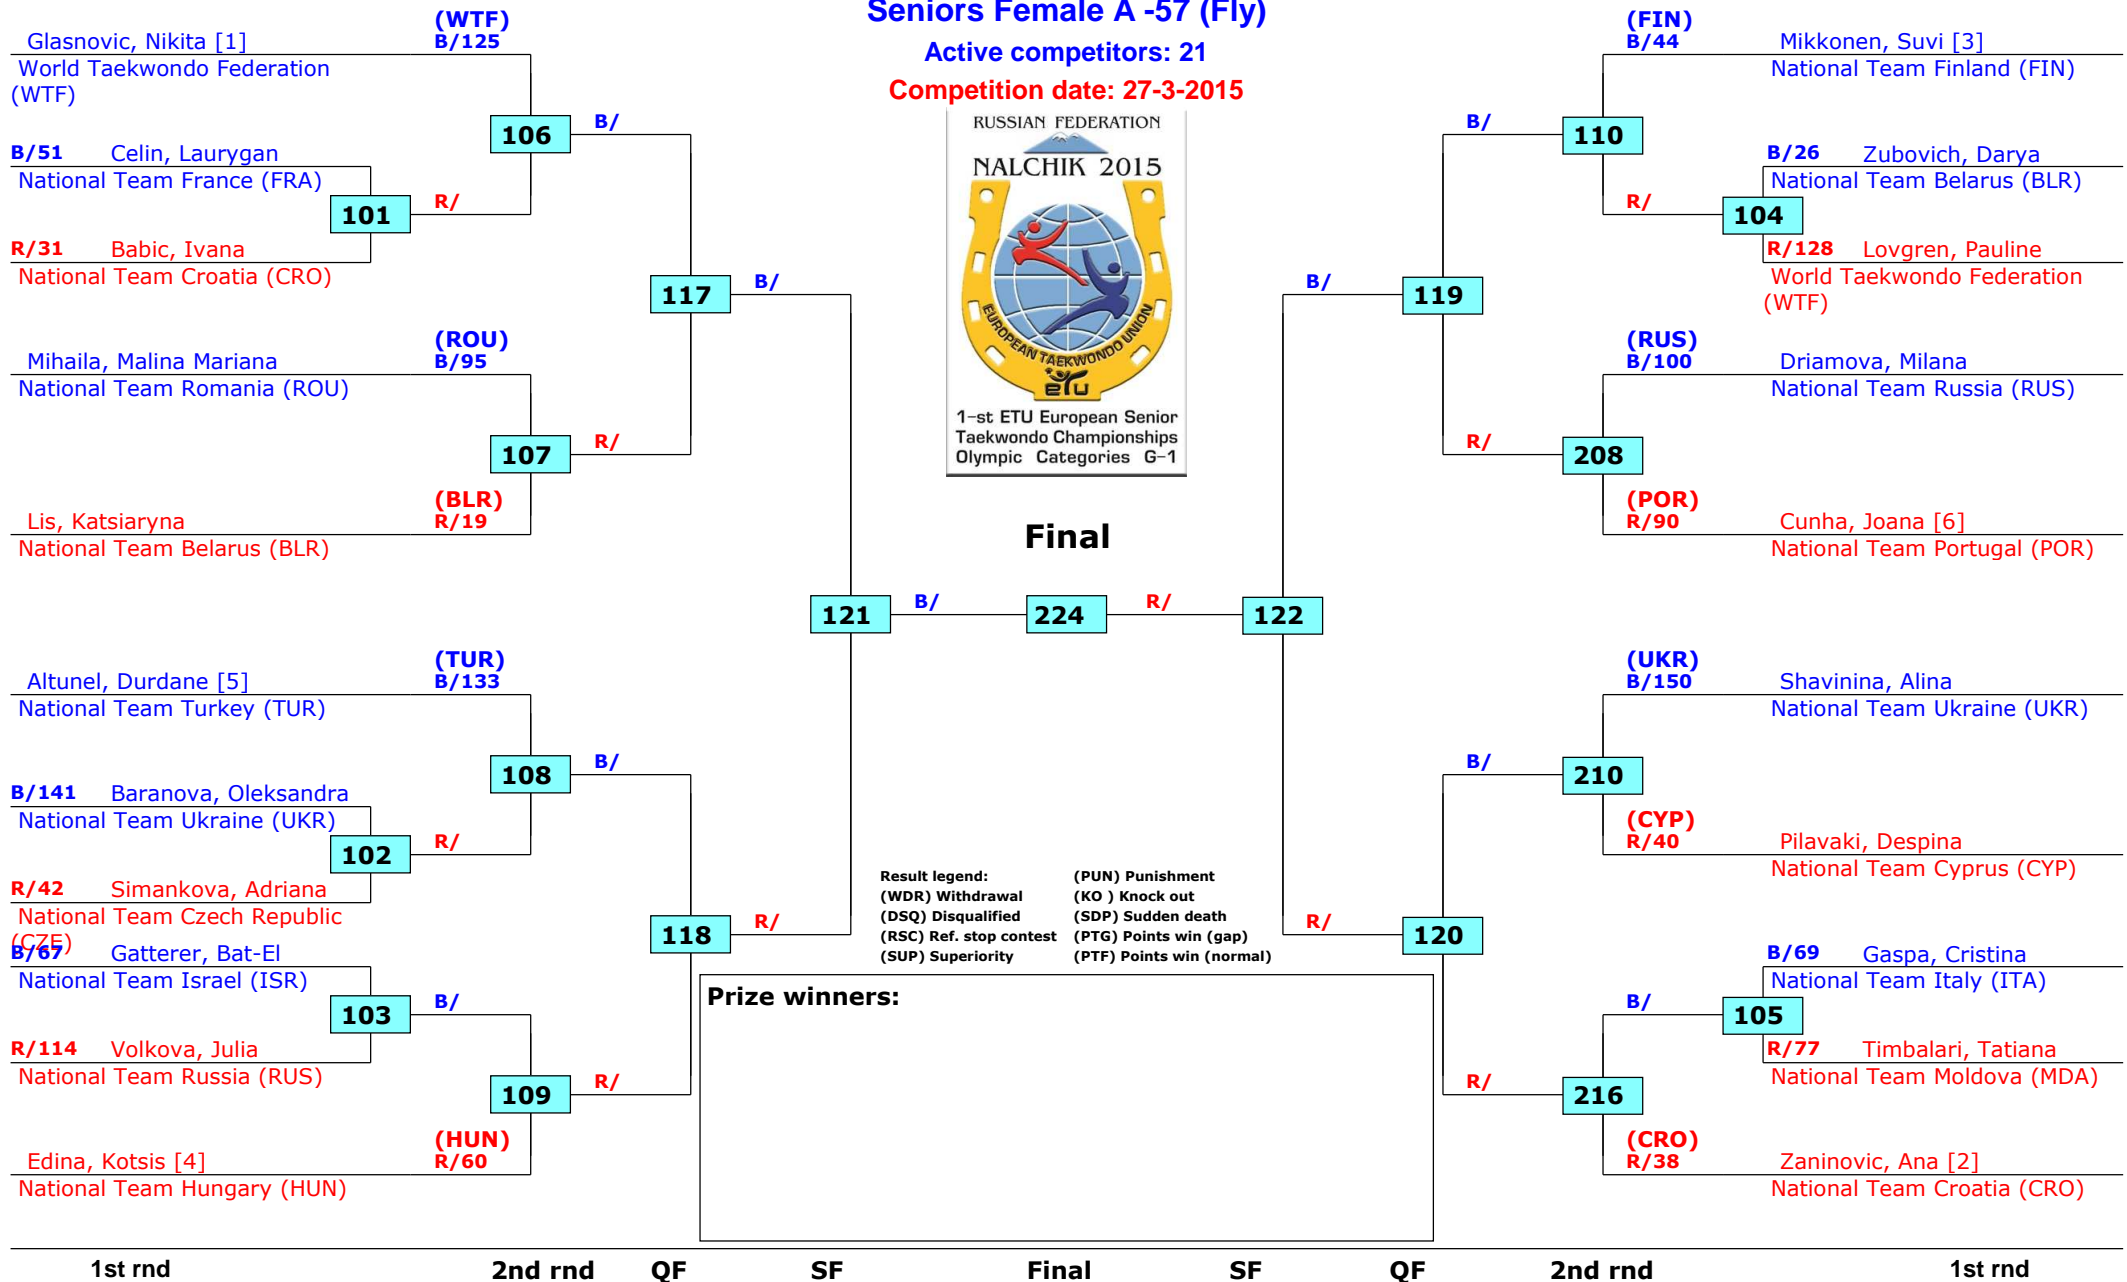 Seniors Female A -57 (Fly)
Active competitors: 21
Competition date: 27-3-2015
RUSSIAN FEDERATION
NALCHIK 2015
EUROPEAN TAEKWONDO UNION
eTU
1-st ETU European Senior
Taekwondo Championships
Olympic Categories G-1
Final
(WTF)
B/125
Glasnovic, Nikita [1]
World Taekwondo Federation
(WTF)
106
B/
B/51 Celin, Laurygan
National Team France (FRA)
101
R/
R/31 Babic, Ivana
National Team Croatia (CRO)
117
B/
(ROU)
B/95
Mihaila, Malina Mariana
National Team Romania (ROU)
107
R/
(BLR)
R/19
Lis, Katsiaryna
National Team Belarus (BLR)
121
B/
224
R/
122
(TUR)
B/133
Altunel, Durdane [5]
National Team Turkey (TUR)
108
B/
B/141 Baranova, Oleksandra
National Team Ukraine (UKR)
102
R/
R/42 Simankova, Adriana
National Team Czech Republic
(CZE)
118
R/
B/67 Gatterer, Bat-El
National Team Israel (ISR)
103
B/
R/114 Volkova, Julia
National Team Russia (RUS)
109
R/
(HUN)
R/60
Edina, Kotsis [4]
National Team Hungary (HUN)
(FIN)
B/44
Mikkonen, Suvi [3]
National Team Finland (FIN)
B/
110
B/26 Zubovich, Darya
National Team Belarus (BLR)
R/
104
R/128 Lovgren, Pauline
World Taekwondo Federation
(WTF)
B/
119
(RUS)
B/100
Driamova, Milana
National Team Russia (RUS)
R/
208
(POR)
R/90
Cunha, Joana [6]
National Team Portugal (POR)
(UKR)
B/150
Shavinina, Alina
National Team Ukraine (UKR)
B/
210
(CYP)
R/40
Pilavaki, Despina
National Team Cyprus (CYP)
R/
120
B/69 Gaspa, Cristina
National Team Italy (ITA)
B/
105
R/77 Timbalari, Tatiana
National Team Moldova (MDA)
R/
216
(CRO)
R/38
Zaninovic, Ana [2]
National Team Croatia (CRO)
Result legend: (PUN) Punishment
(WDR) Withdrawal (KO ) Knock out
(DSQ) Disqualified (SDP) Sudden death
(RSC) Ref. stop contest (PTG) Points win (gap)
(SUP) Superiority (PTF) Points win (normal)
Prize winners:
1st rnd 2nd rnd QF SF Final SF QF 2nd rnd 1st rnd